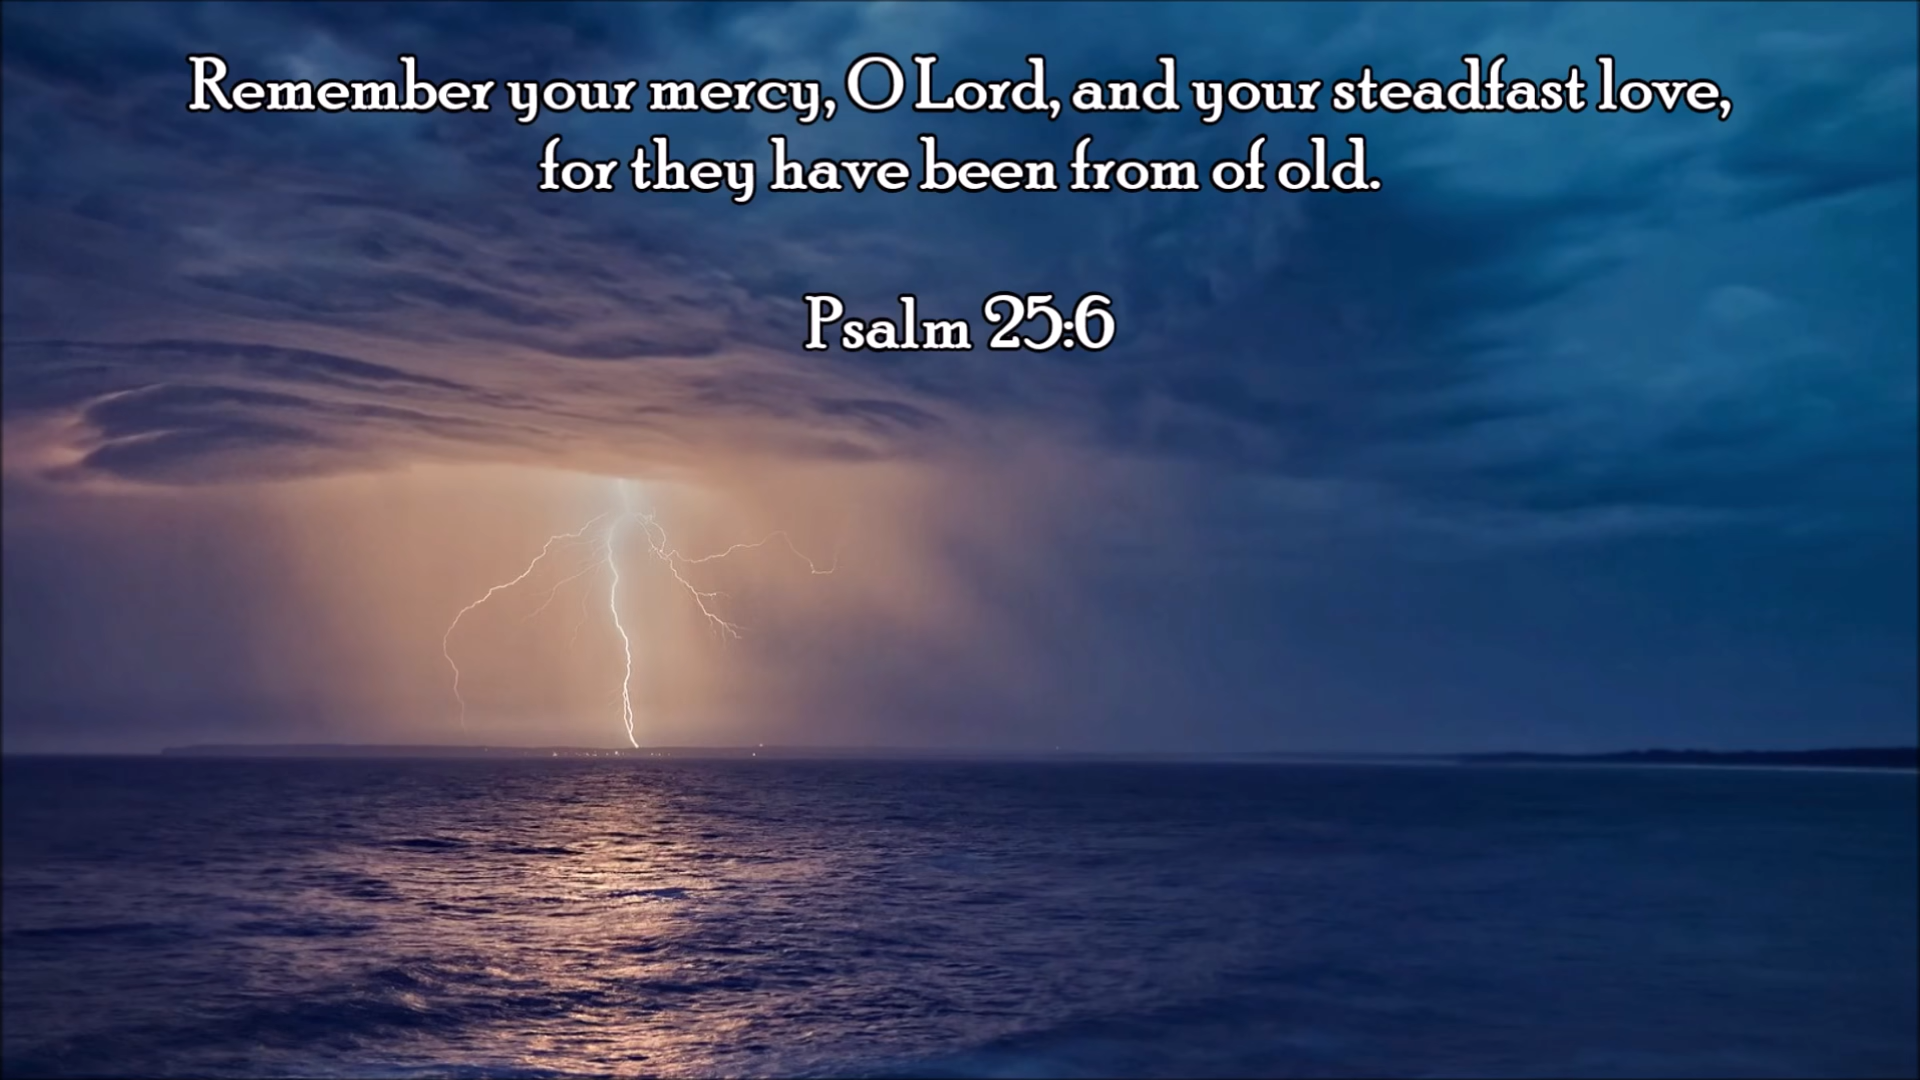 Remember your mercy, O Lord, and your steadfast love,
for they have been from of old.
Psalm 25:6